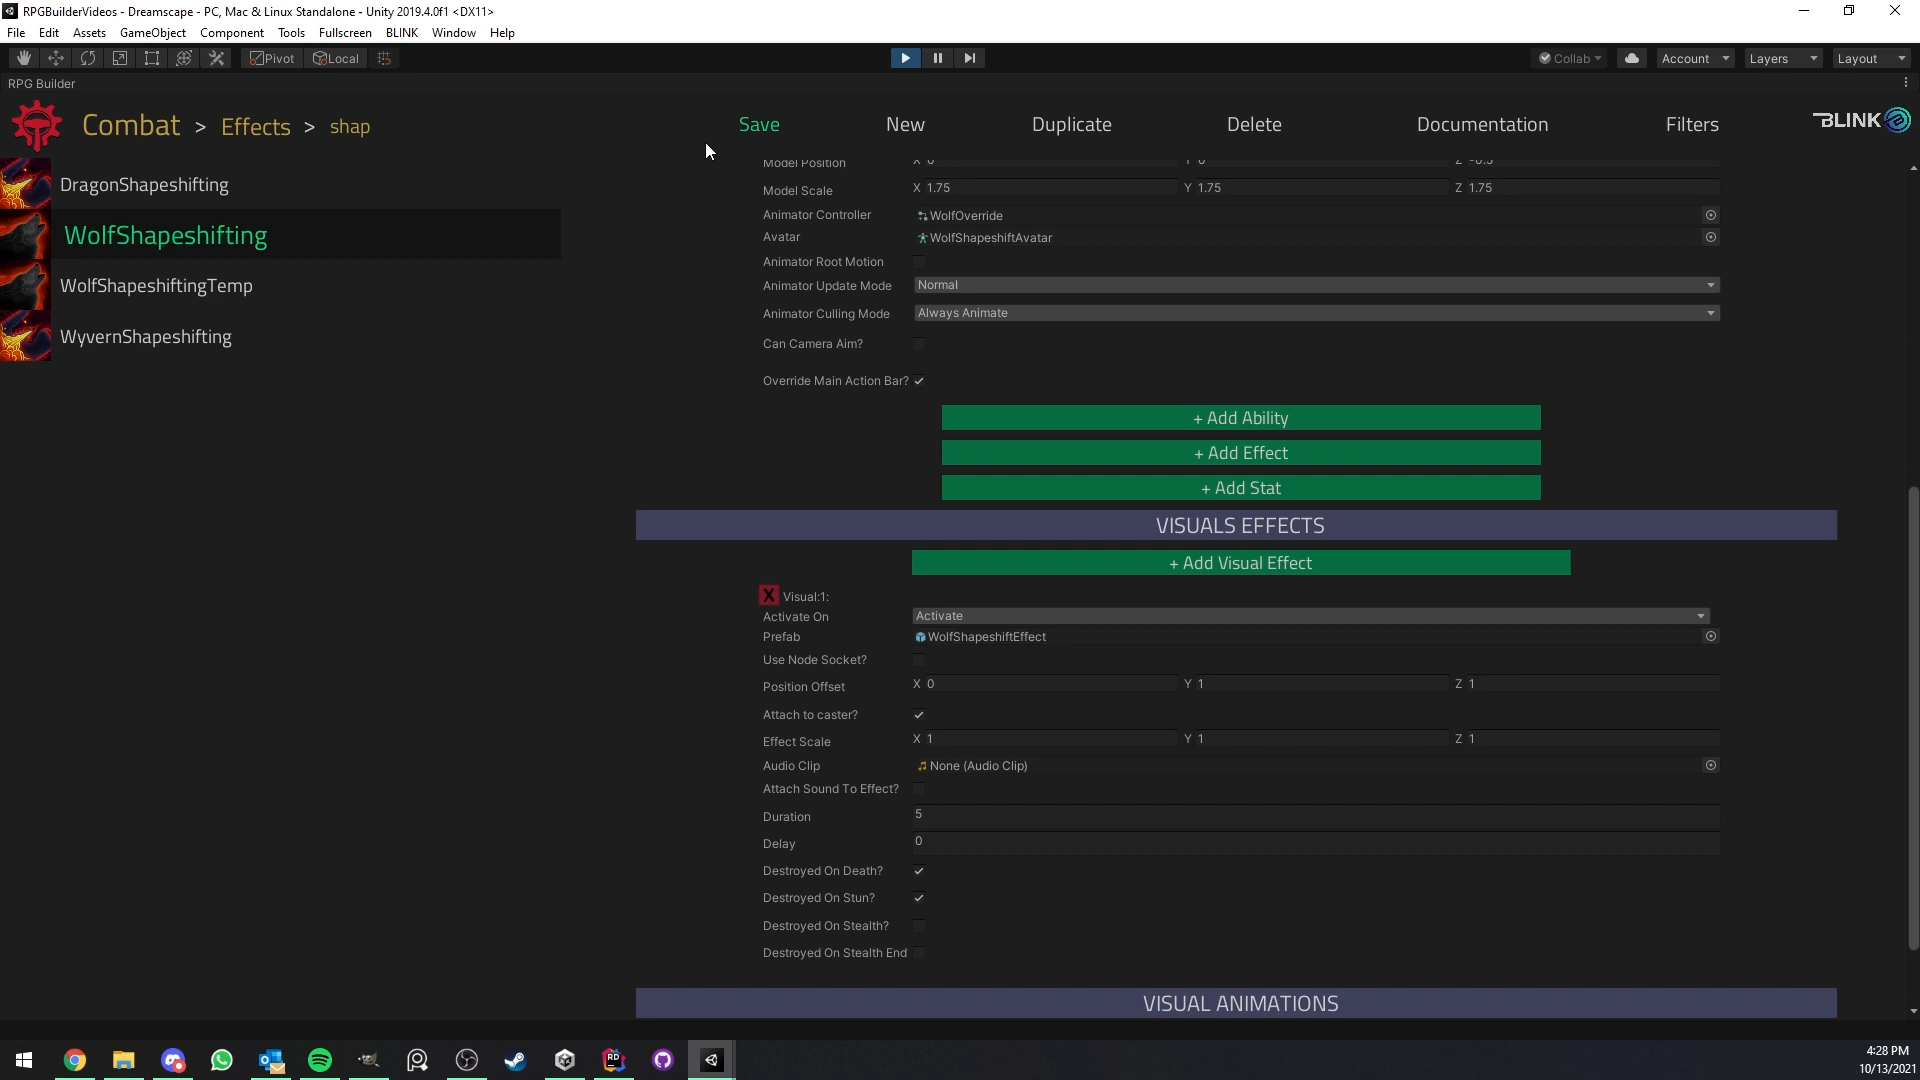 RPGBuilderVideos - Dreamscape - PC, Mac & Linux Standalone - Unity 2019.4.0f1 <DX11>
File Edit Assets GameObject Component Tools Fullscreen BLINK Window Help
Pivot Local Collab Account Layers Layout
RPG Builder
Combat > Effects > shap Save New Duplicate Delete Documentation Filters BLINK
DragonShapeshifting
WolfShapeshifting
WolfShapeshiftingTemp
WyvernShapeshifting
Model Position X 0 Y 0 Z -0.5
Model Scale X 1.75 Y 1.75 Z 1.75
Animator Controller WolfOverride
Avatar WolfShapeshiftAvatar
Animator Root Motion
Animator Update Mode Normal
Animator Culling Mode Always Animate
Can Camera Aim?
Override Main Action Bar?
+ Add Ability
+ Add Effect
+ Add Stat
VISUALS EFFECTS
+ Add Visual Effect
X Visual:1:
Activate On Activate
Prefab WolfShapeshiftEffect
Use Node Socket?
Position Offset X 0 Y 1 Z 1
Attach to caster?
Effect Scale X 1 Y 1 Z 1
Audio Clip None (Audio Clip)
Attach Sound To Effect?
Duration 5
Delay 0
Destroyed On Death?
Destroyed On Stun?
Destroyed On Stealth?
Destroyed On Stealth End
VISUAL ANIMATIONS
RD
4:28 PM
10/13/2021